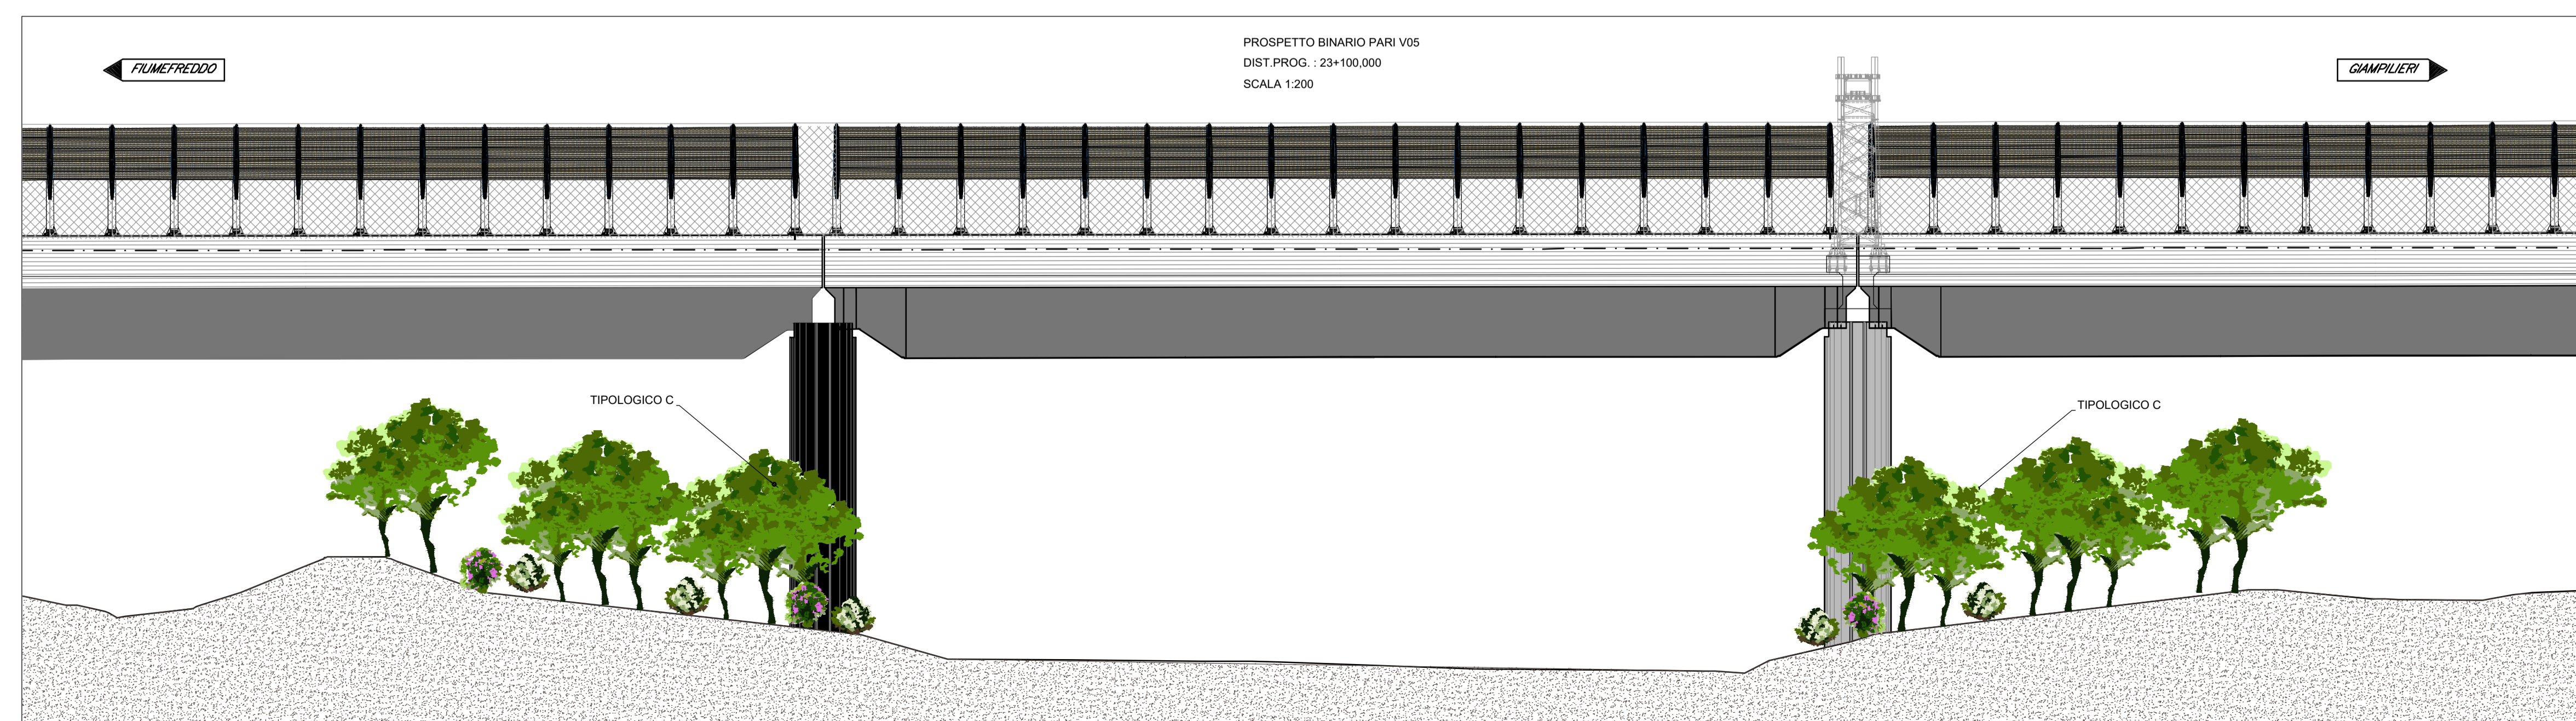 PROSPETTO BINARIO PARI V05
DIST.PROG. : 23+100,000
SCALA 1:200
FIUMEFREDDO
GIAMPILIERI
TIPOLOGICO C
TIPOLOGICO C